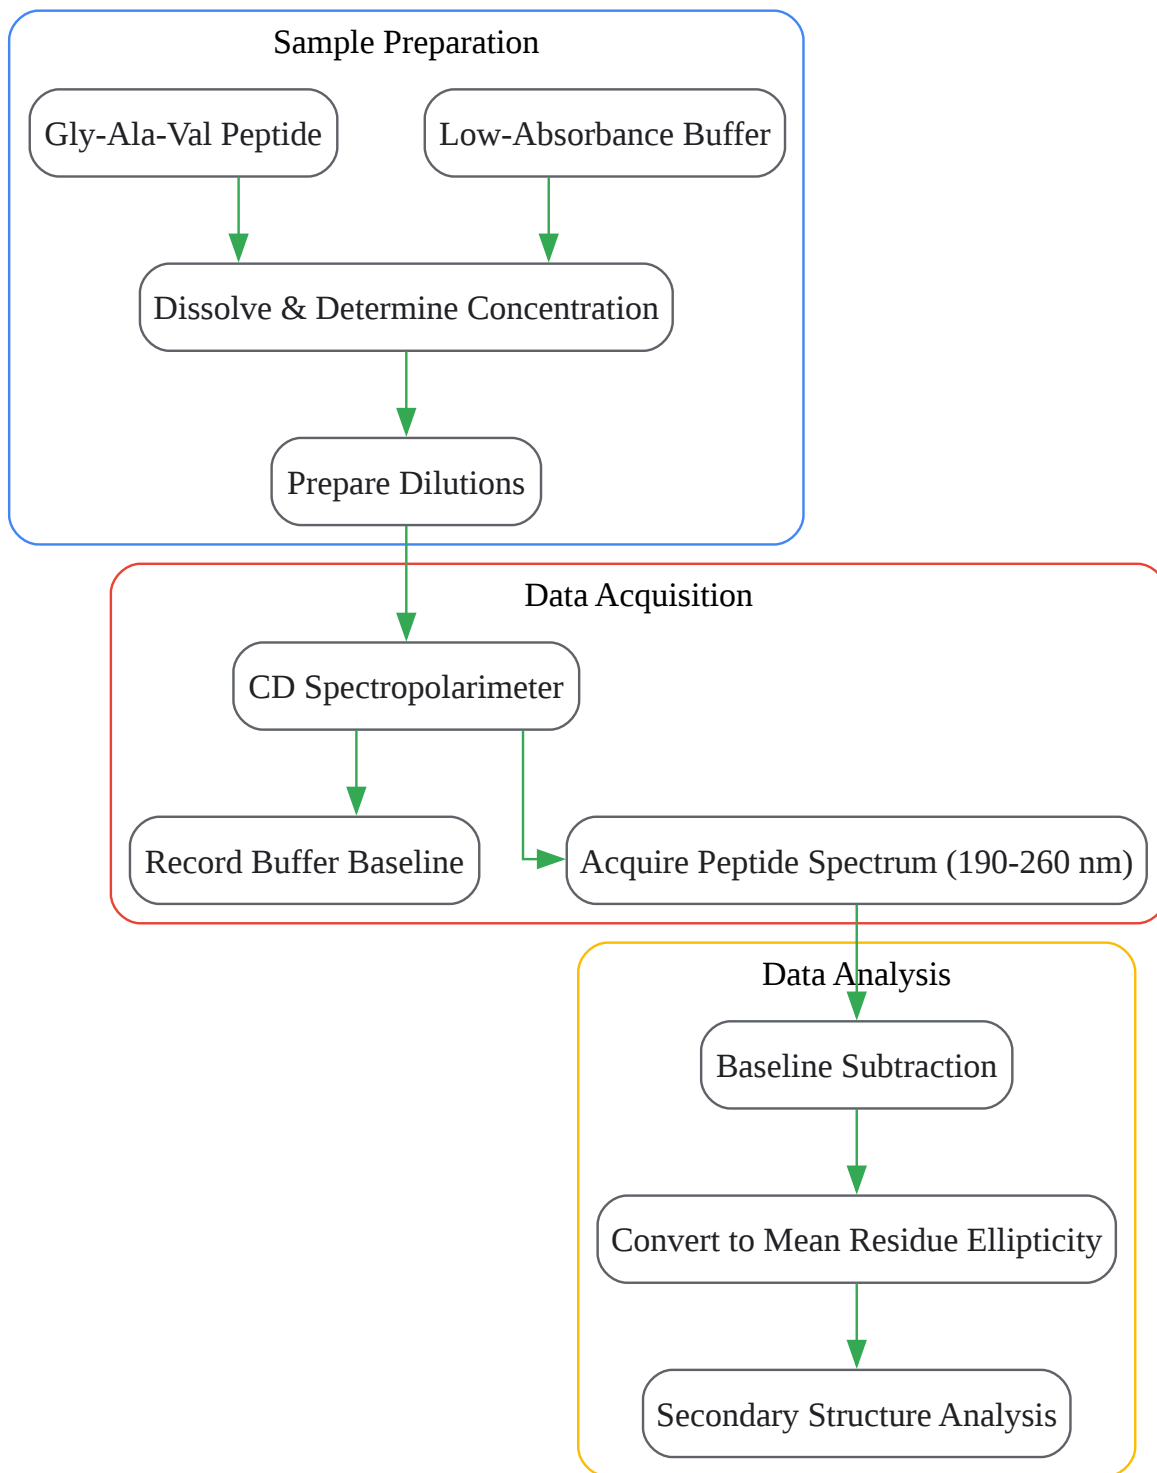 Sample Preparation
Gly-Ala-Val Peptide
Low-Absorbance Buffer
Dissolve & Determine Concentration
Prepare Dilutions
Data Acquisition
CD Spectropolarimeter
Record Buffer Baseline
Acquire Peptide Spectrum (190-260 nm)
Data Analysis
Baseline Subtraction
Convert to Mean Residue Ellipticity
Secondary Structure Analysis